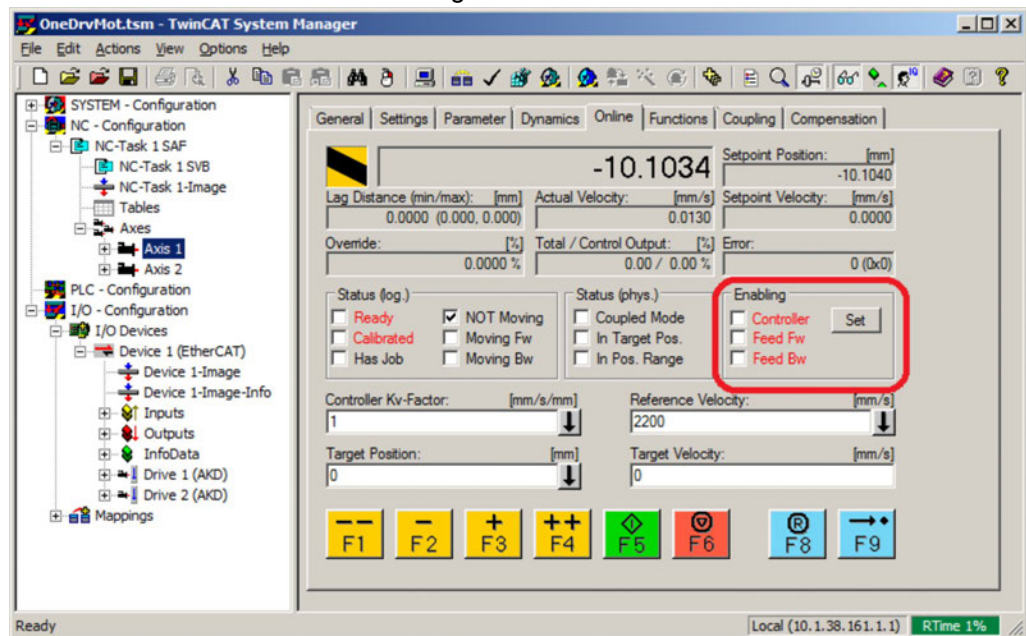 OneDrvMot.tsm - TwinCAT System Manager
File Edit Actions View Options Help
SYSTEM - Configuration
NC - Configuration
NC-Task 1 SAF
NC-Task 1 SVB
NC-Task 1-Image
Tables
Axes
Axis 1
Axis 2
PLC - Configuration
I/O - Configuration
I/O Devices
Device 1 (EtherCAT)
Device 1-Image
Device 1-Image-Info
Inputs
Outputs
InfoData
Drive 1 (AKD)
Drive 2 (AKD)
Mappings
General Settings Parameter Dynamics Online Functions Coupling Compensation
-10.1034
Setpoint Position: [mm]
-10.1040
Lag Distance (min/max): [mm] Actual Velocity: [mm/s] Setpoint Velocity: [mm/s]
0.0000 (0.000, 0.000) 0.0130 0.0000
Override: [%] Total / Control Output: [%] Error:
0.0000 % 0.00 / 0.00 % 0 (0x0)
Status (log.) Status (phys.) Enabling
Ready NOT Moving Coupled Mode Controller Set
Calibrated Moving Fw In Target Pos. Feed Fw
Has Job Moving Bw In Pos. Range Feed Bw
Controller Kv-Factor: [mm/s/mm] Reference Velocity: [mm/s]
1 2200
Target Position: [mm] Target Velocity: [mm/s]
0 0
-- - + ++ R
F1 F2 F3 F4 F5 F6 F8 F9
Ready Local (10.1.38.161.1.1) RTime 1%